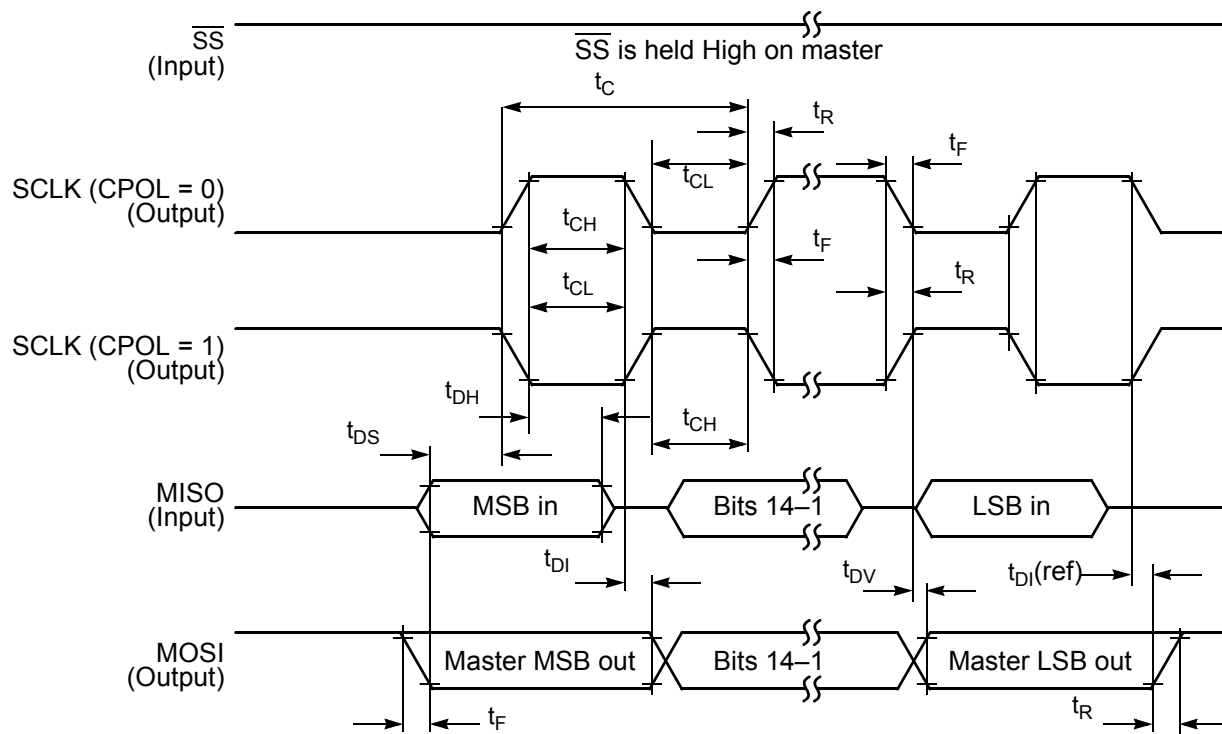 SS
(Input)
SS is held High on master
tC
tR
tF
SCLK (CPOL = 0)
(Output)
tCL
tCH
tF
tCL
tR
SCLK (CPOL = 1)
(Output)
tDH
tCH
tDS
MISO
(Input)
MSB in
Bits 14–1
LSB in
tDI
tDV
tDI(ref)
MOSI
(Output)
Master MSB out
Bits 14–1
Master LSB out
tF
tR